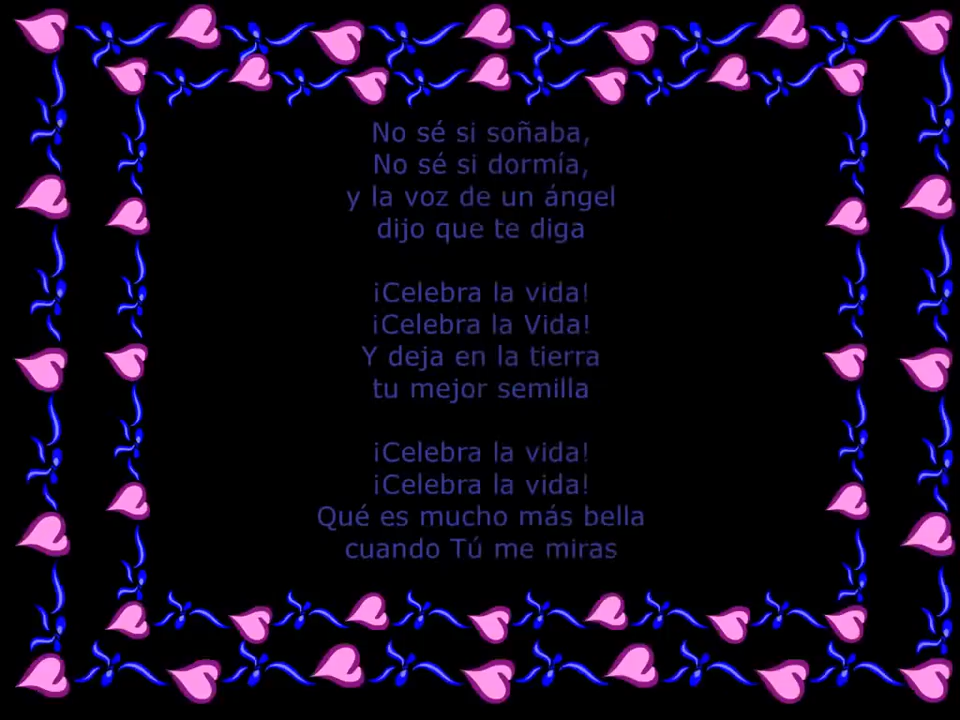 No sé si soñaba,
No sé si dormía,
y la voz de un ángel
dijo que te diga
¡Celebra la vida!
¡Celebra la Vida!
Y deja en la tierra
tu mejor semilla
¡Celebra la vida!
¡Celebra la vida!
Qué es mucho más bella
cuando Tú me miras